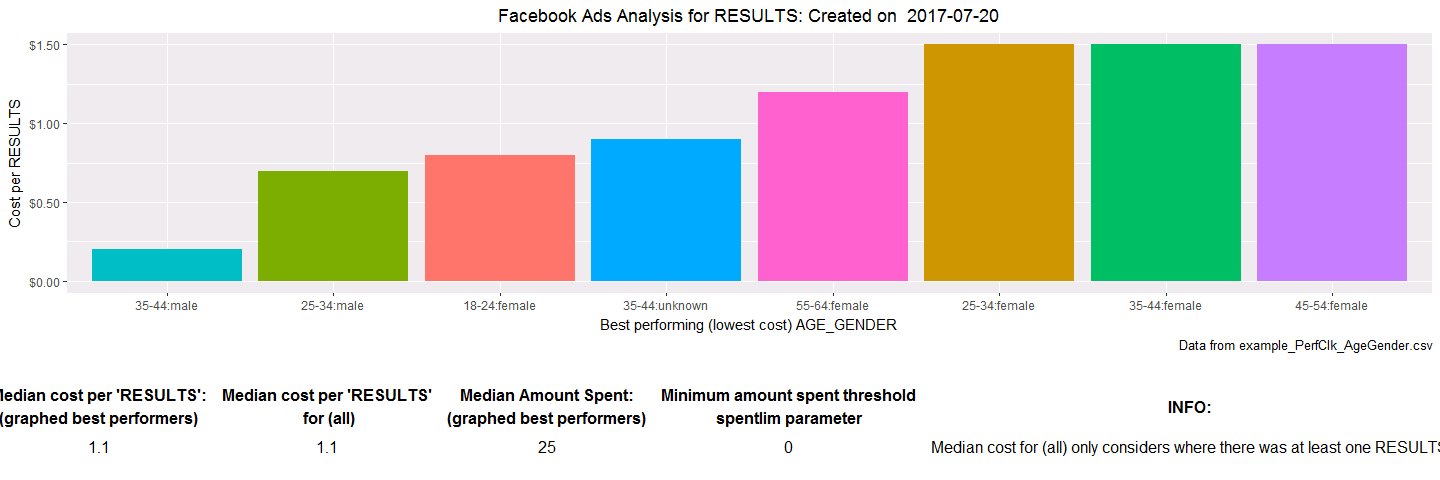 Facebook Ads Analysis for RESULTS: Created on  2017-07-20
Cost per RESULTS
$1.50
$1.00
$0.50
$0.00
35-44:male 25-34:male 18-24:female 35-44:unknown 55-64:female 25-34:female 35-44:female 45-54:female
Best performing (lowest cost) AGE_GENDER
Data from example_PerfClk_AgeGender.csv
Median cost per 'RESULTS': Median cost per 'RESULTS' Median Amount Spent: Minimum amount spent threshold INFO:
(graphed best performers) for (all) (graphed best performers) spentlim parameter
1.1 1.1 25 0 Median cost for (all) only considers where there was at least one RESULTS